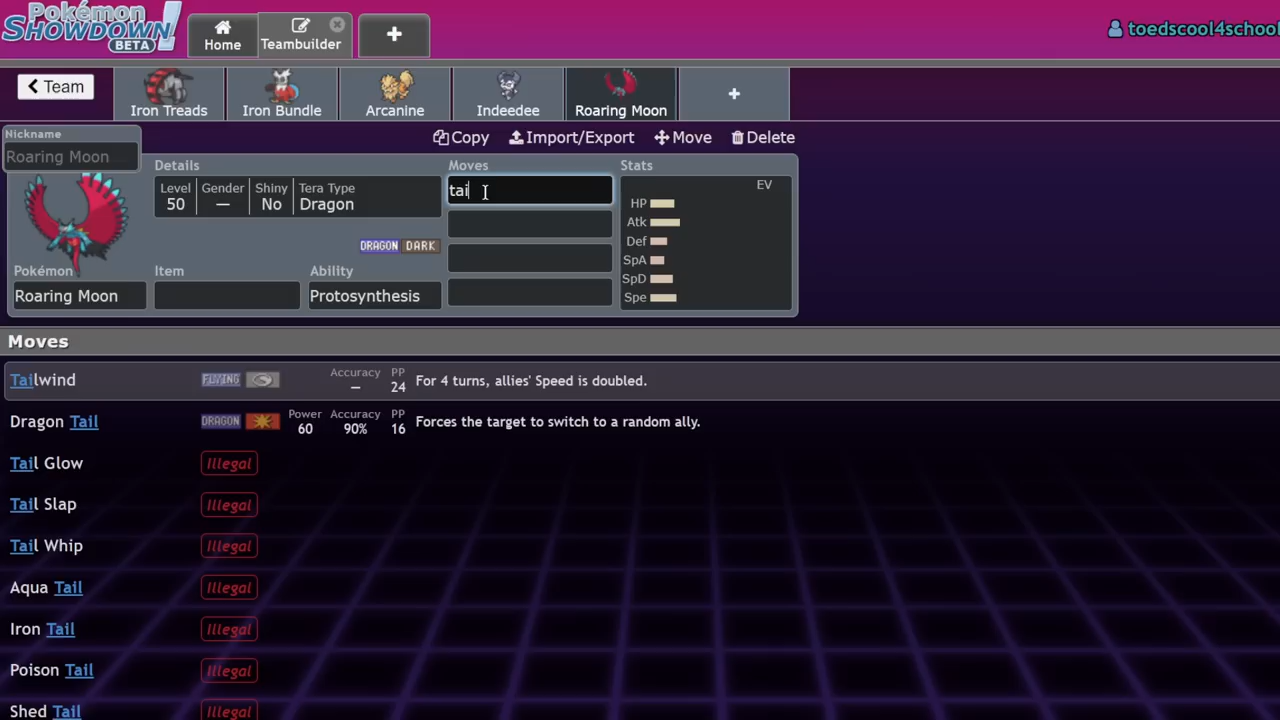 Pokémon
SHOWDOWN!
BETA
Home
Teambuilder
+
toedscool4school
< Team
Iron Treads
Iron Bundle
Arcanine
Indeedee
Roaring Moon
+
Nickname
Roaring Moon
Copy
Import/Export
Move
Delete
Details
Level
50
Gender
—
Shiny
No
Tera Type
Dragon
DRAGON DARK
Pokémon
Roaring Moon
Item
Ability
Protosynthesis
Moves
tai
Stats
EV
HP
Atk
Def
SpA
SpD
Spe
Moves
Tailwind FLYING Accuracy — PP 24 For 4 turns, allies' Speed is doubled.
Dragon Tail DRAGON Power 60 Accuracy 90% PP 16 Forces the target to switch to a random ally.
Tail Glow Illegal
Tail Slap Illegal
Tail Whip Illegal
Aqua Tail Illegal
Iron Tail Illegal
Poison Tail Illegal
Shed Tail Illegal